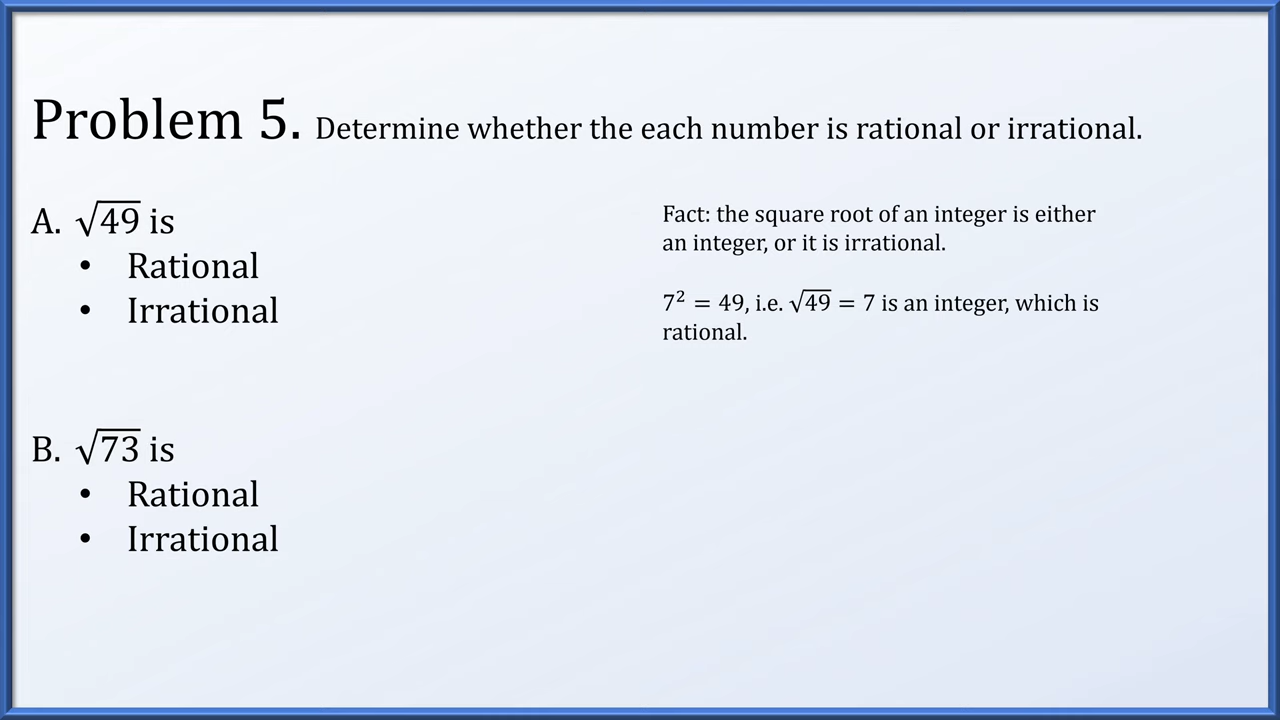 Problem 5. Determine whether the each number is rational or irrational.
A. √49 is
• Rational
• Irrational
Fact: the square root of an integer is either
an integer, or it is irrational.
7² = 49, i.e. √49 = 7 is an integer, which is
rational.
B. √73 is
• Rational
• Irrational